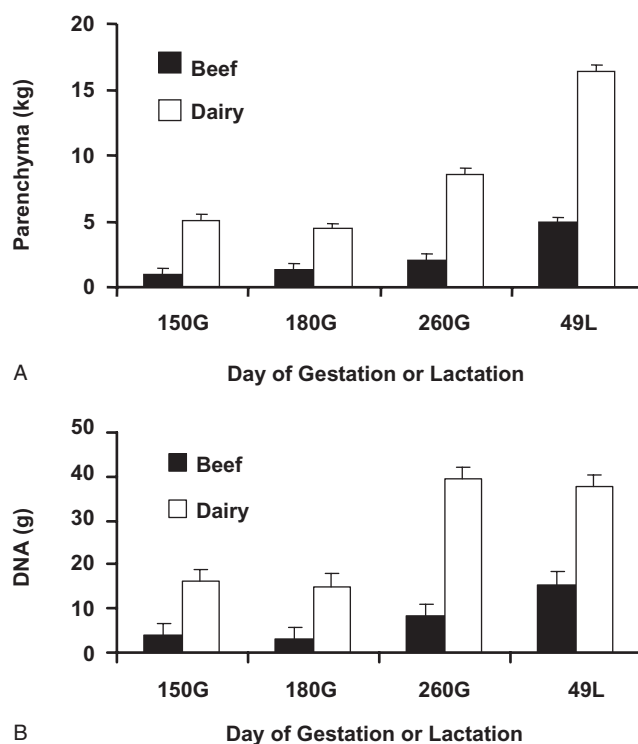 20
15
10
5
0
Parenchyma (kg)
Beef
Dairy
150G 180G 260G 49L
A Day of Gestation or Lactation
50
40
30
20
10
0
DNA (g)
Beef
Dairy
150G 180G 260G 49L
B Day of Gestation or Lactation